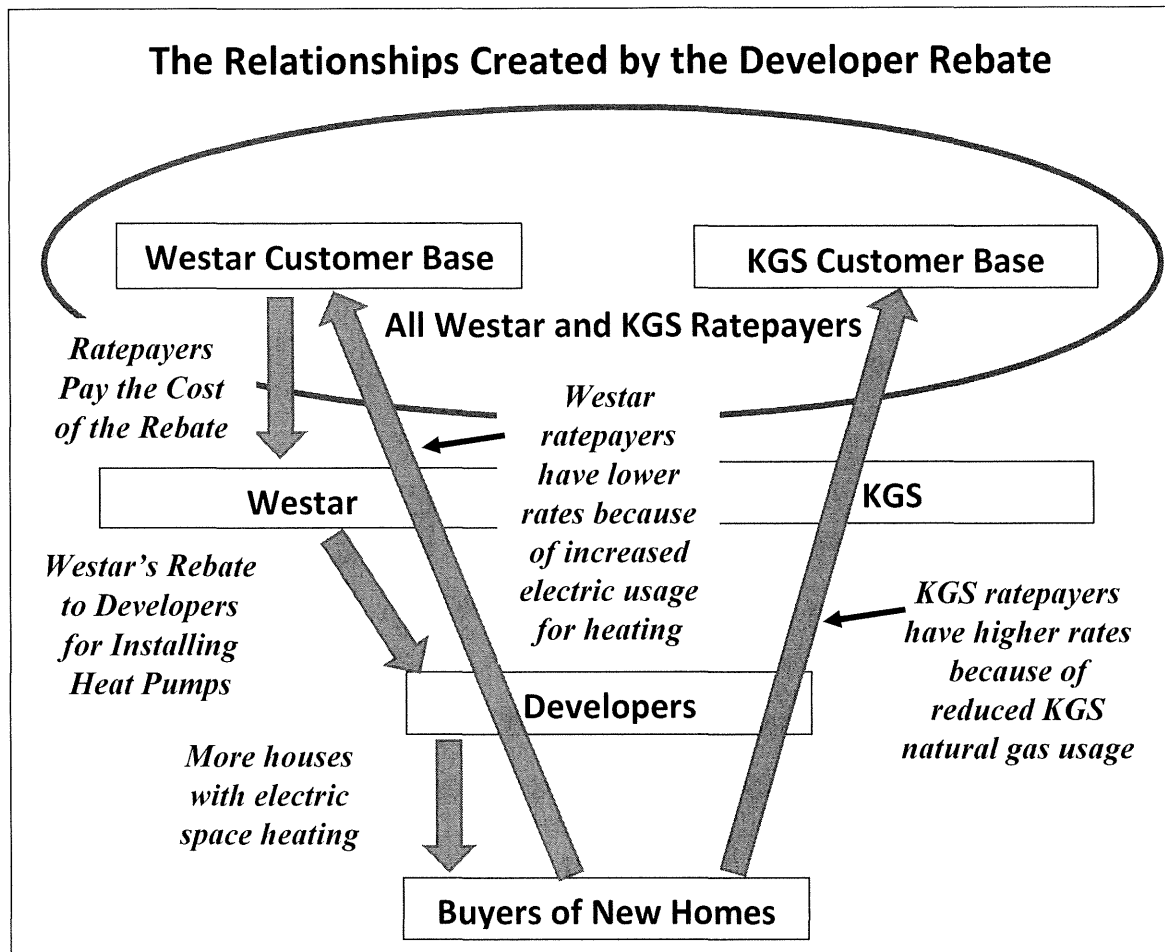 The Relationships Created by the Developer Rebate
Westar Customer Base
KGS Customer Base
All Westar and KGS Ratepayers
Ratepayers
Pay the Cost
of the Rebate
Westar
ratepayers
have lower
rates because
of increased
electric usage
for heating
Westar
KGS
Westar’s Rebate
to Developers
for Installing
Heat Pumps
KGS ratepayers
have higher rates
because of
reduced KGS
natural gas usage
Developers
More houses
with electric
space heating
Buyers of New Homes